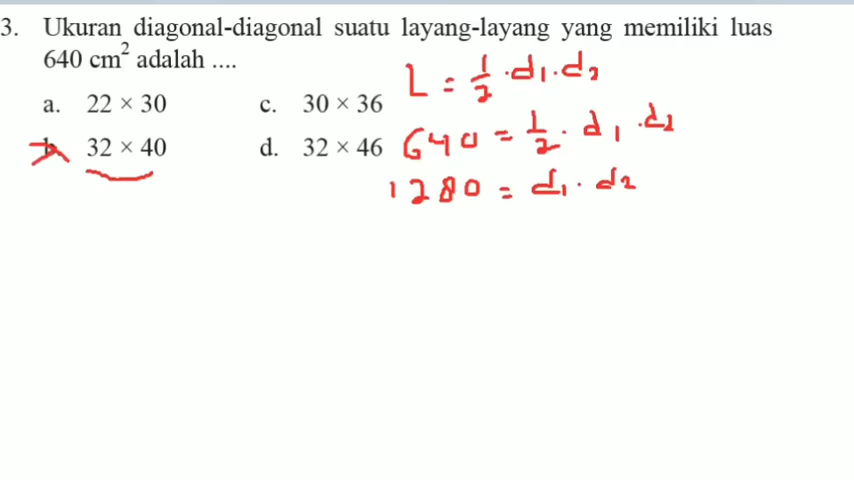 3. Ukuran diagonal-diagonal suatu layang-layang yang memiliki luas
640 cm² adalah ....
L = 1/2 . d₁ . d₂
a. 22 × 30 c. 30 × 36
640 = 1/2 . d₁ . d₂
b. 32 × 40 d. 32 × 46
1280 = d₁ . d₂